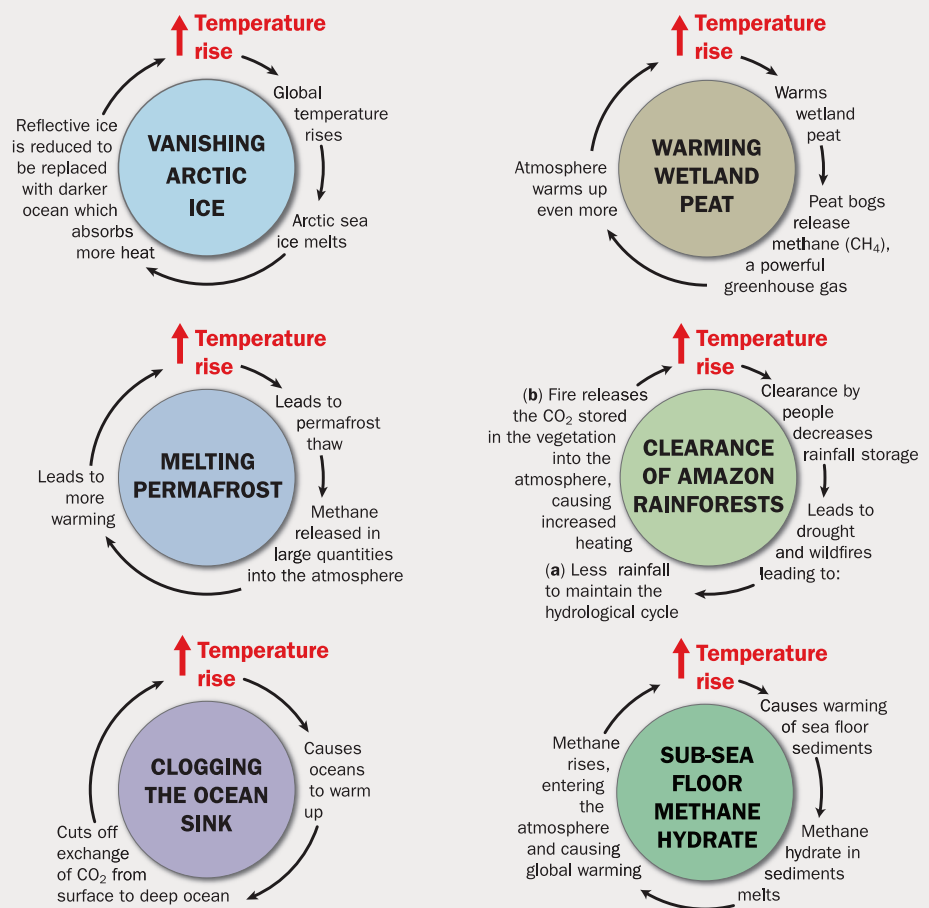 Temperature
rise
Global
temperature
rises
Arctic sea
ice melts
Reflective ice
is reduced to
be replaced
with darker
ocean which
absorbs
more heat
VANISHING
ARCTIC
ICE
Temperature
rise
Warms
wetland
peat
Peat bogs
release
methane (CH₄),
a powerful
greenhouse gas
Atmosphere
warms up
even more
WARMING
WETLAND
PEAT
Temperature
rise
Leads to
permafrost
thaw
Methane
released in
large quantities
into the atmosphere
Leads to
more
warming
MELTING
PERMAFROST
Temperature
rise
Clearance by
people
decreases
rainfall storage
Leads to
drought
and wildfires
leading to:
(a) Less rainfall
to maintain the
hydrological cycle
(b) Fire releases
the CO₂ stored
in the vegetation
into the
atmosphere,
causing
increased
heating
CLEARANCE
OF AMAZON
RAINFORESTS
Temperature
rise
Causes
oceans
to warm
up
Cuts off
exchange
of CO₂ from
surface to deep ocean
CLOGGING
THE OCEAN
SINK
Temperature
rise
Causes warming
of sea floor
sediments
Methane
hydrate in
sediments
melts
Methane
rises,
entering
the
atmosphere
and causing
global warming
SUB-SEA
FLOOR
METHANE
HYDRATE